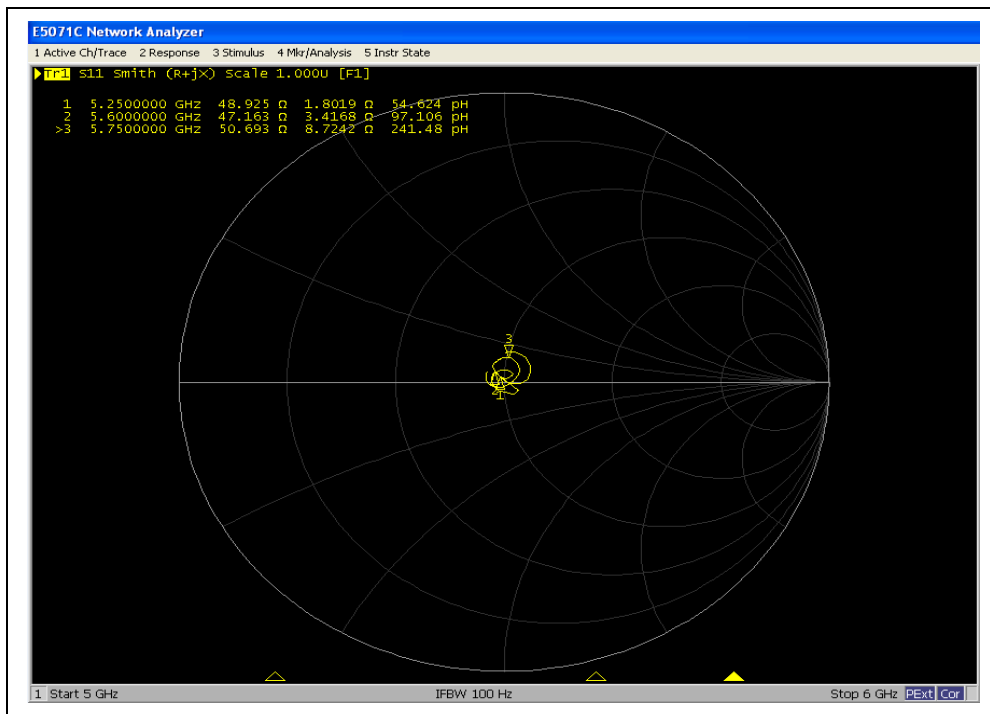 E5071C Network Analyzer
1 Active Ch/Trace 2 Response 3 Stimulus 4 Mkr/Analysis 5 Instr State
Tr1 S11 Smith (R+jX) Scale 1.000U [F1]
1 5.2500000 GHz 48.925 Ω 1.8019 Ω 54.624 pH
2 5.6000000 GHz 47.163 Ω 3.4168 Ω 97.106 pH
>3 5.7500000 GHz 50.693 Ω 8.7242 Ω 241.48 pH
3
1
1 Start 5 GHz IFBW 100 Hz Stop 6 GHz PExt Cor